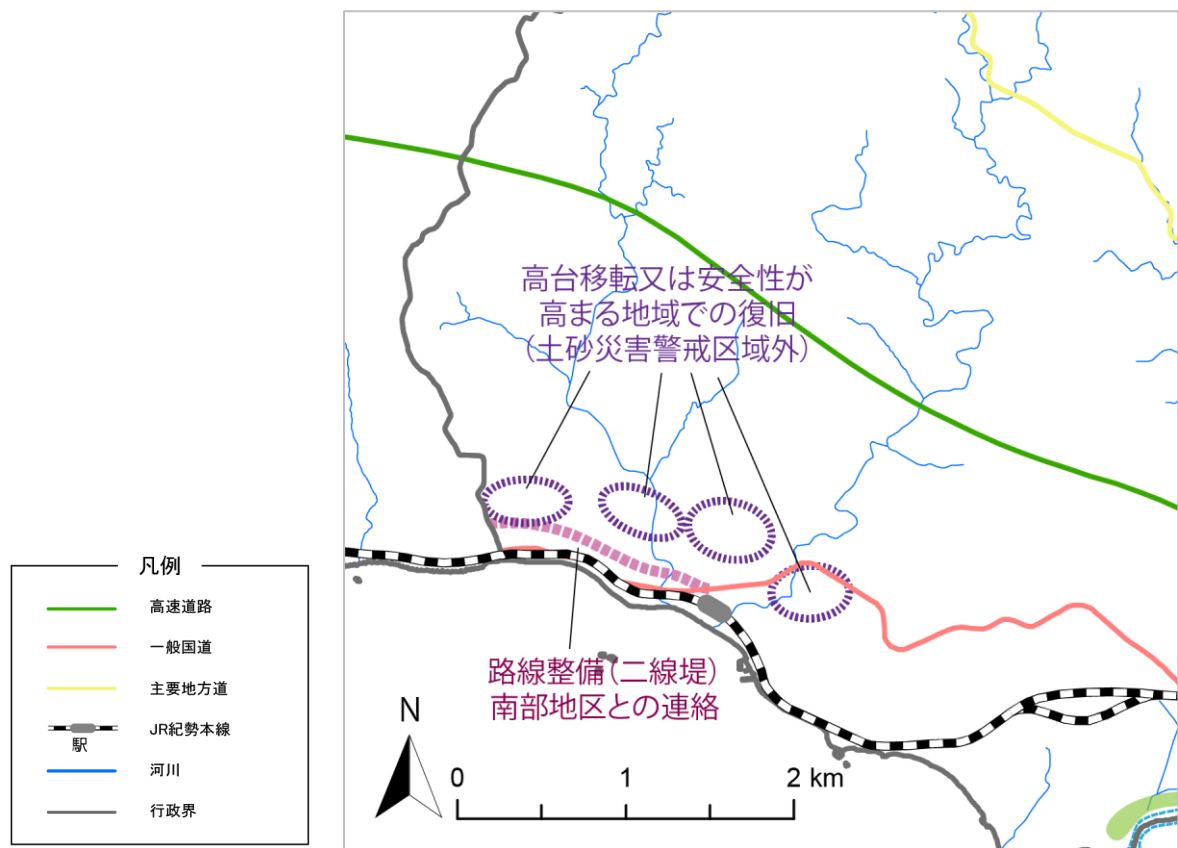 高台移転又は安全性が
高まる地域での復旧
(土砂災害警戒区域外)
路線整備(二線堤)
南部地区との連絡
N
0 1 2 km
凡例
高速道路
一般国道
主要地方道
JR紀勢本線
駅
河川
行政界